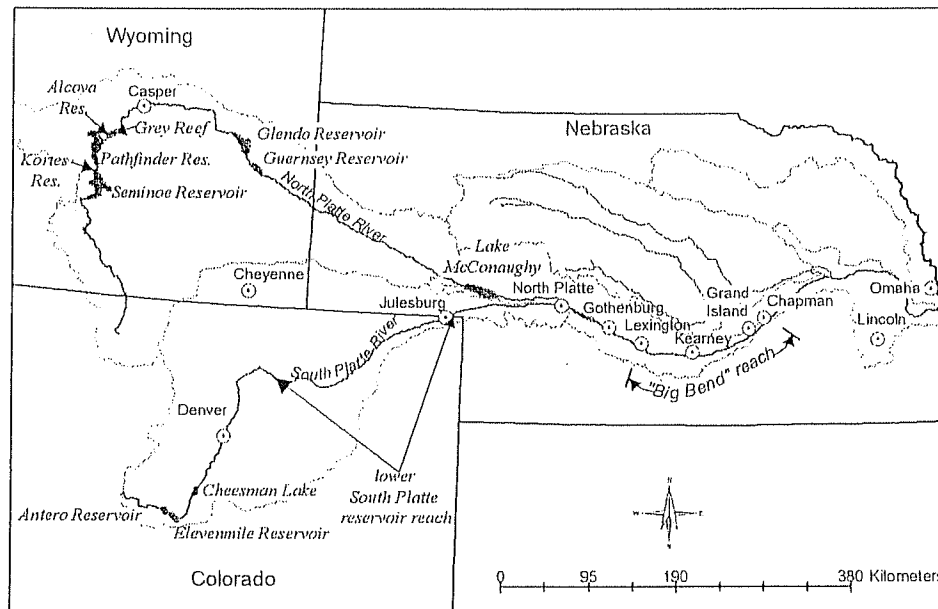 Wyoming
Alcova
Res.
Casper
Grey Reef
Glendo Reservoir
Nebraska
Kortes
Res.
Pathfinder Res.
Guernsey Reservoir
Seminoe Reservoir
North Platte River
Lake
McConaughy
Cheyenne
North Platte
Grand
Island
Omaha
Julesburg
Gothenburg
Chapman
Lexington
Lincoln
South Platte River
Kearney
"Big Bend" reach
Denver
lower
South Platte
reservoir reach
Cheesman Lake
Antero Reservoir
Elevenmile Reservoir
Colorado
N
W
E
0 95 190 380 Kilometers